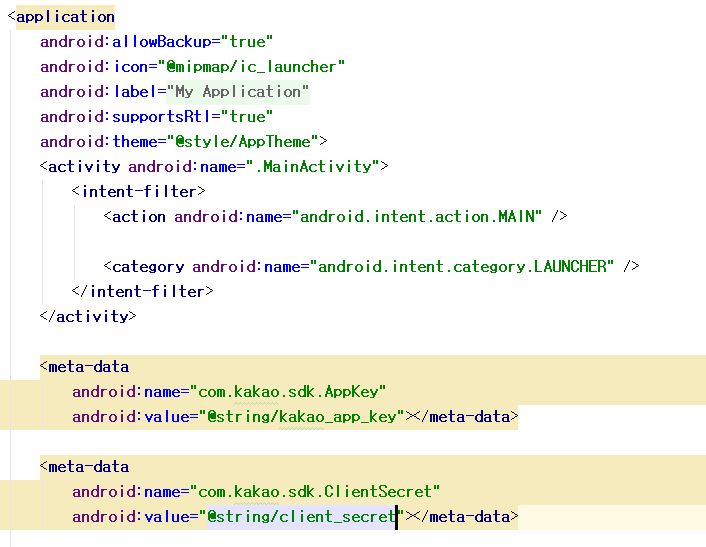 <application
android:allowBackup="true"
android:icon="@mipmap/ic_launcher"
android:label="My Application"
android:supportsRtl="true"
android:theme="@style/AppTheme">
<activity android:name=".MainActivity">
<intent-filter>
<action android:name="android.intent.action.MAIN" />
<category android:name="android.intent.category.LAUNCHER" />
</intent-filter>
</activity>
<meta-data
android:name="com.kakao.sdk.AppKey"
android:value="@string/kakao_app_key"></meta-data>
<meta-data
android:name="com.kakao.sdk.ClientSecret"
android:value="@string/client_secret"></meta-data>